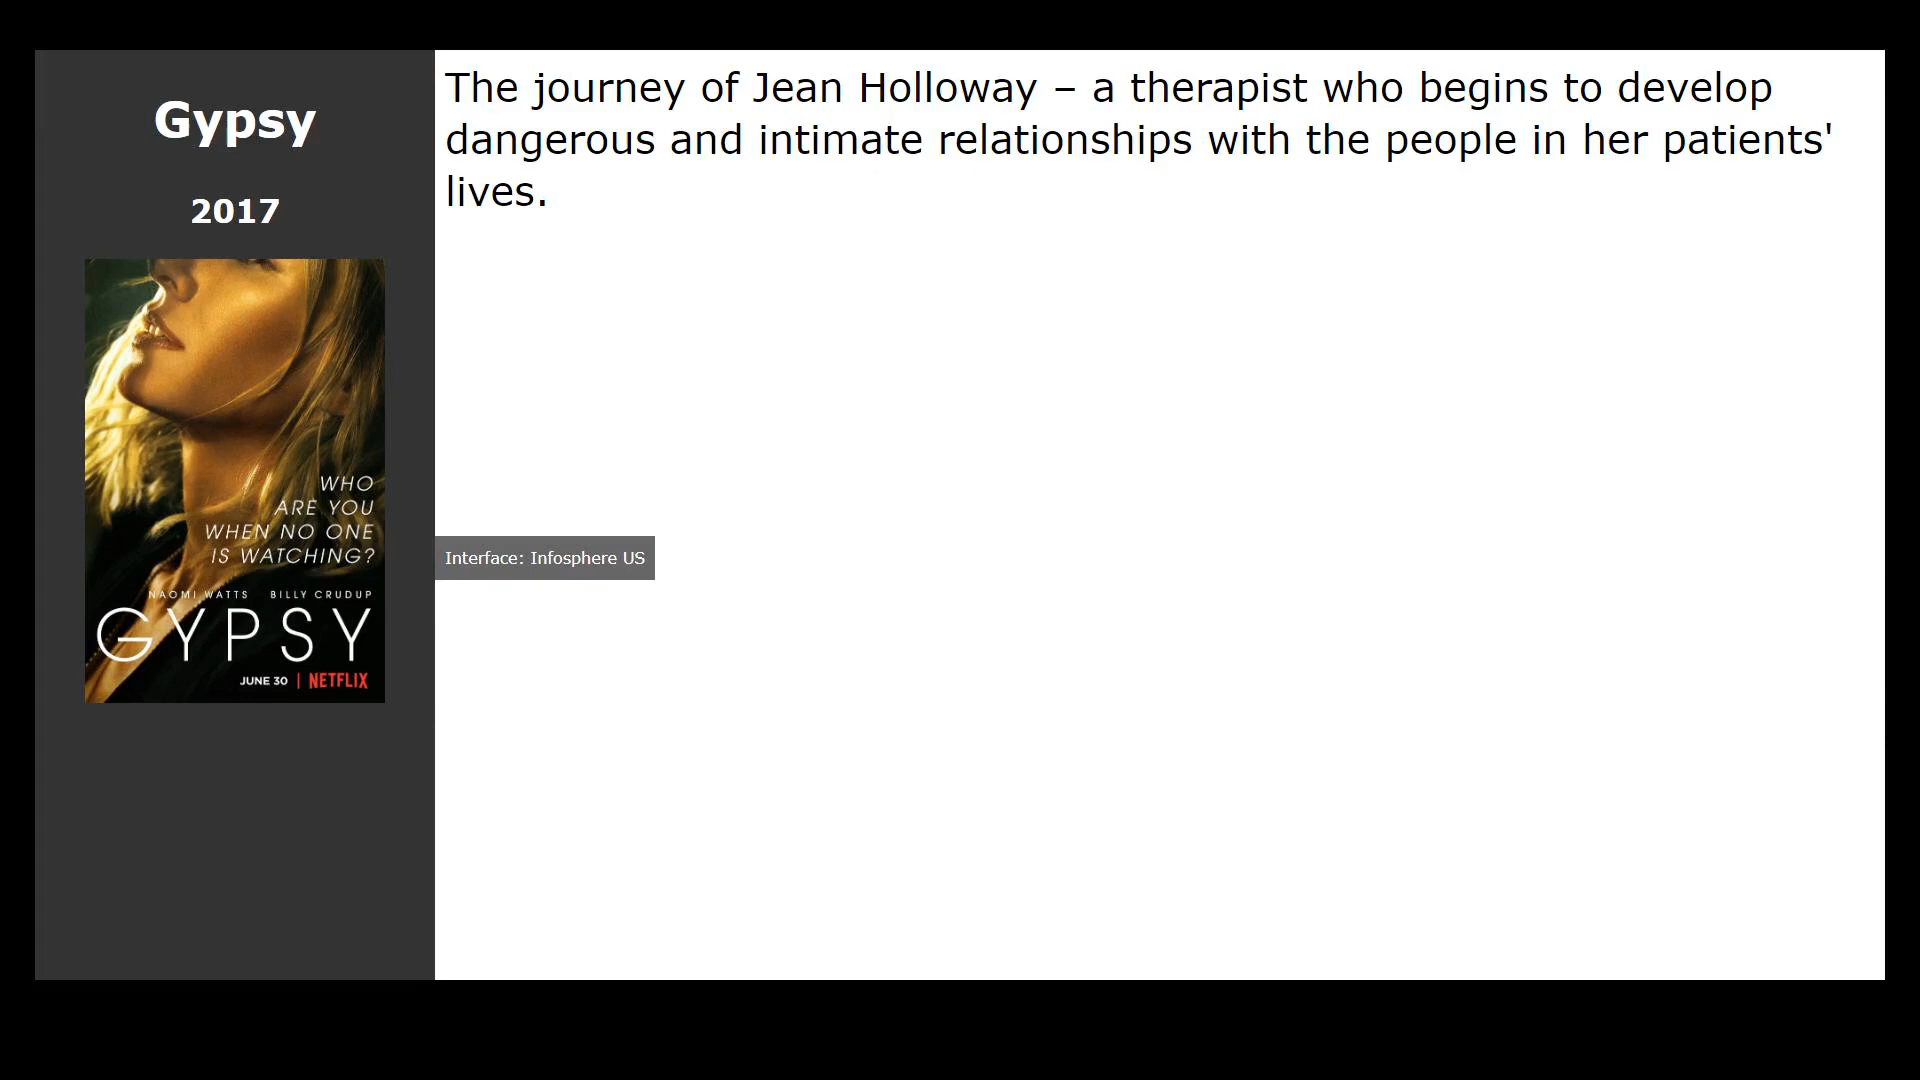 Gypsy
2017
WHO
ARE YOU
WHEN NO ONE
IS WATCHING?
NAOMI WATTS BILLY CRUDUP
GYPSY
JUNE 30 | NETFLIX
The journey of Jean Holloway – a therapist who begins to develop
dangerous and intimate relationships with the people in her patients'
lives.
Interface: Infosphere US